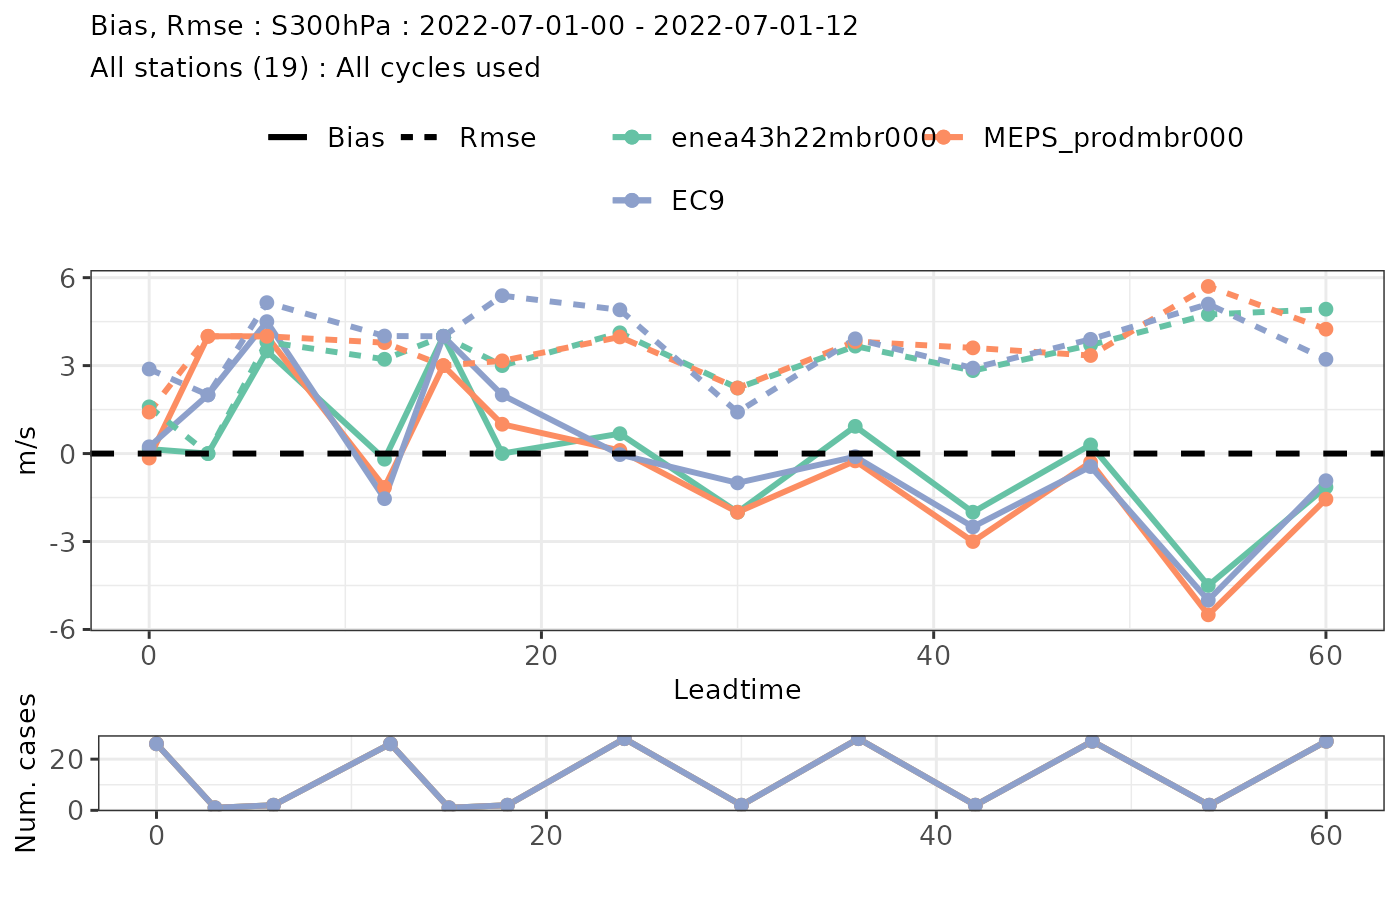 Bias, Rmse : S300hPa : 2022-07-01-00 - 2022-07-01-12
All stations (19) : All cycles used
Bias Rmse enea43h22mbr000 MEPS_prodmbr000
EC9
6
3
0
-3
-6
m/s
0 20 40 60
Leadtime
20
0
Num. cases
0 20 40 60